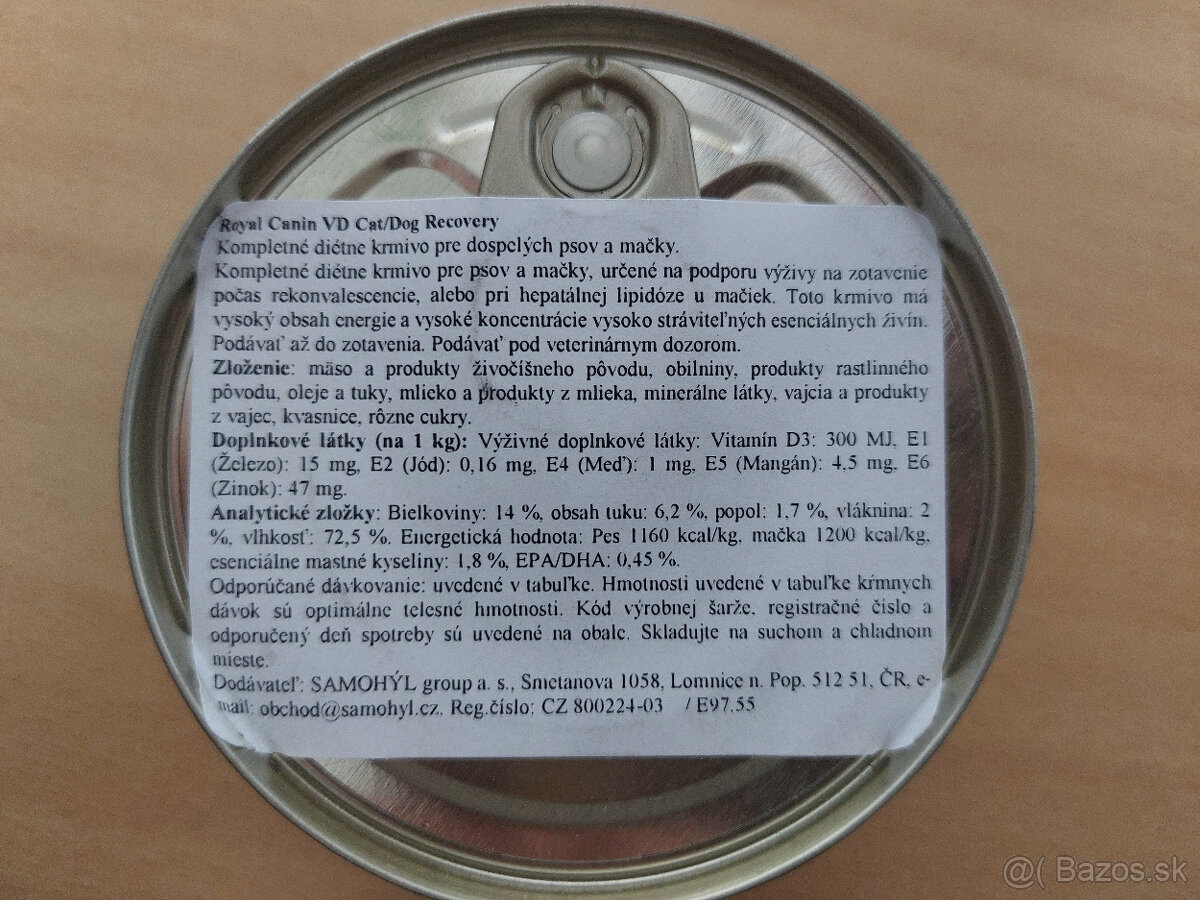 Royal Canin VD Cat/Dog Recovery
Kompletné diétne krmivo pre dospelých psov a mačky.
Kompletné diétne krmivo pre psov a mačky, určené na podporu výživy na zotavenie
počas rekonvalescencie, alebo pri hepatálnej lipidóze u mačiek. Toto krmivo má
vysoký obsah energie a vysoké koncentrácie vysoko stráviteľných esenciálnych živín.
Podávať až do zotavenia. Podávať pod veterinárnym dozorom.
Zloženie: mäso a produkty živočíšneho pôvodu, obilniny, produkty rastlinného
pôvodu, oleje a tuky, mlieko a produkty z mlieka, minerálne látky, vajcia a produkty
z vajec, kvasnice, rôzne cukry.
Doplnkové látky (na 1 kg): Výživné doplnkové látky: Vitamín D3: 300 MJ, E1
(Železo): 15 mg, E2 (Jód): 0,16 mg, E4 (Meď): 1 mg, E5 (Mangán): 4,5 mg, E6
(Zinok): 47 mg.
Analytické zložky: Bielkoviny: 14 %, obsah tuku: 6,2 %, popol: 1,7 %, vláknina: 2
%, vlhkosť: 72,5 %. Energetická hodnota: Pes 1160 kcal/kg, mačka 1200 kcal/kg,
esenciálne mastné kyseliny: 1,8 %, EPA/DHA: 0,45 %.
Odporúčané dávkovanie: uvedené v tabuľke. Hmotnosti uvedené v tabuľke kŕmnych
dávok sú optimálne telesné hmotnosti. Kód výrobnej šarže, registračné číslo a
odporučený deň spotreby sú uvedené na obale. Skladujte na suchom a chladnom
mieste.
Dodávateľ: SAMOHÝL group a. s., Smetanova 1058, Lomnice n. Pop. 512 51, ČR, e-
mail: obchod@samohyl.cz, Reg.číslo: CZ 800224-03 / E97.55
@( Bazos.sk